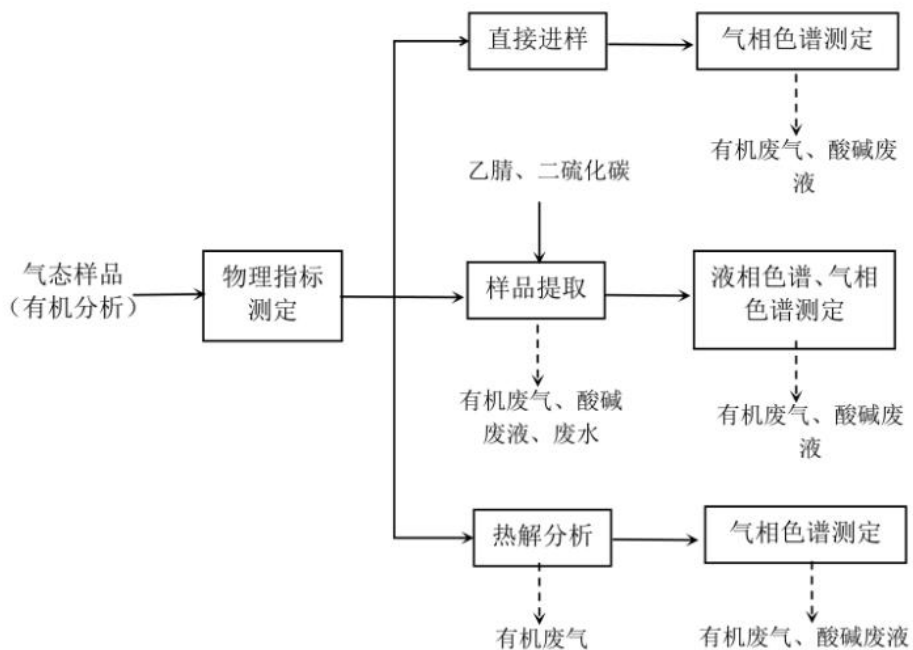 直接进样
气相色谱测定
有机废气、酸碱废
液
乙腈、二硫化碳
气态样品
（有机分析）
物理指标
测定
样品提取
液相色谱、气相
色谱测定
有机废气、酸碱
废液、废水
有机废气、酸碱废
液
热解分析
气相色谱测定
有机废气
有机废气、酸碱废液